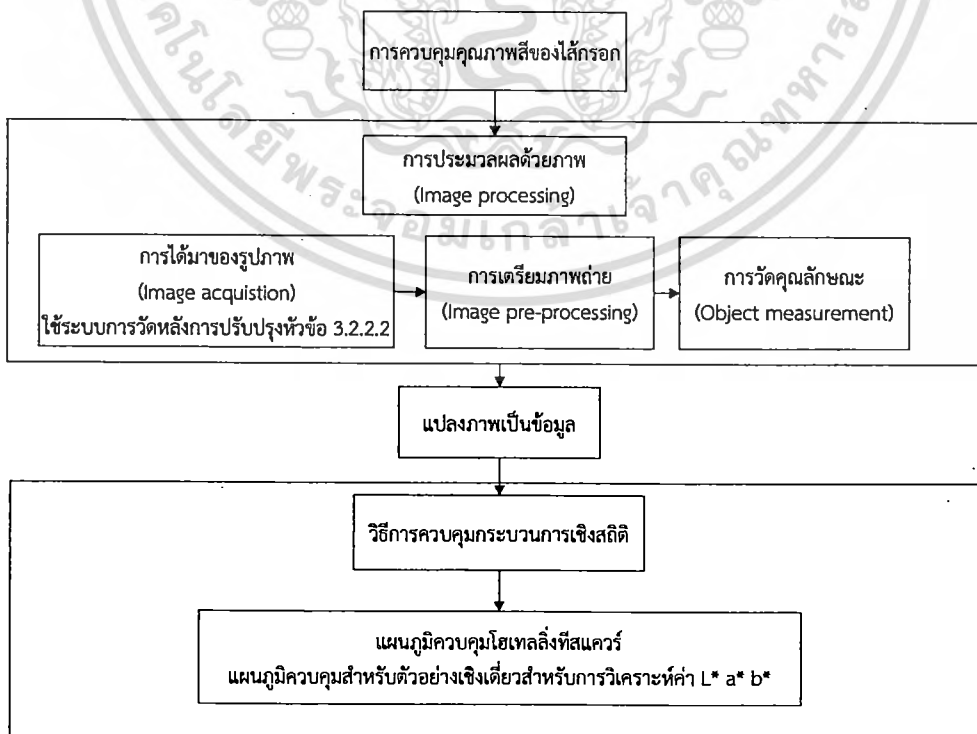 การควบคุมคุณภาพสีของไส้กรอก
การประมวลผลด้วยภาพ
(Image processing)
การได้มาของรูปภาพ
(Image acquistion)
ใช้ระบบการวัดหลังการปรับปรุงหัวข้อ 3.2.2.2
การเตรียมภาพถ่าย
(Image pre-processing)
การวัดคุณลักษณะ
(Object measurement)
แปลงภาพเป็นข้อมูล
วิธีการควบคุมกระบวนการเชิงสถิติ
แผนภูมิควบคุมโฮเทลลิ่งทีสแควร์
แผนภูมิควบคุมสำหรับตัวอย่างเชิงเดี่ยวสำหรับการวิเคราะห์ค่า L* a* b*